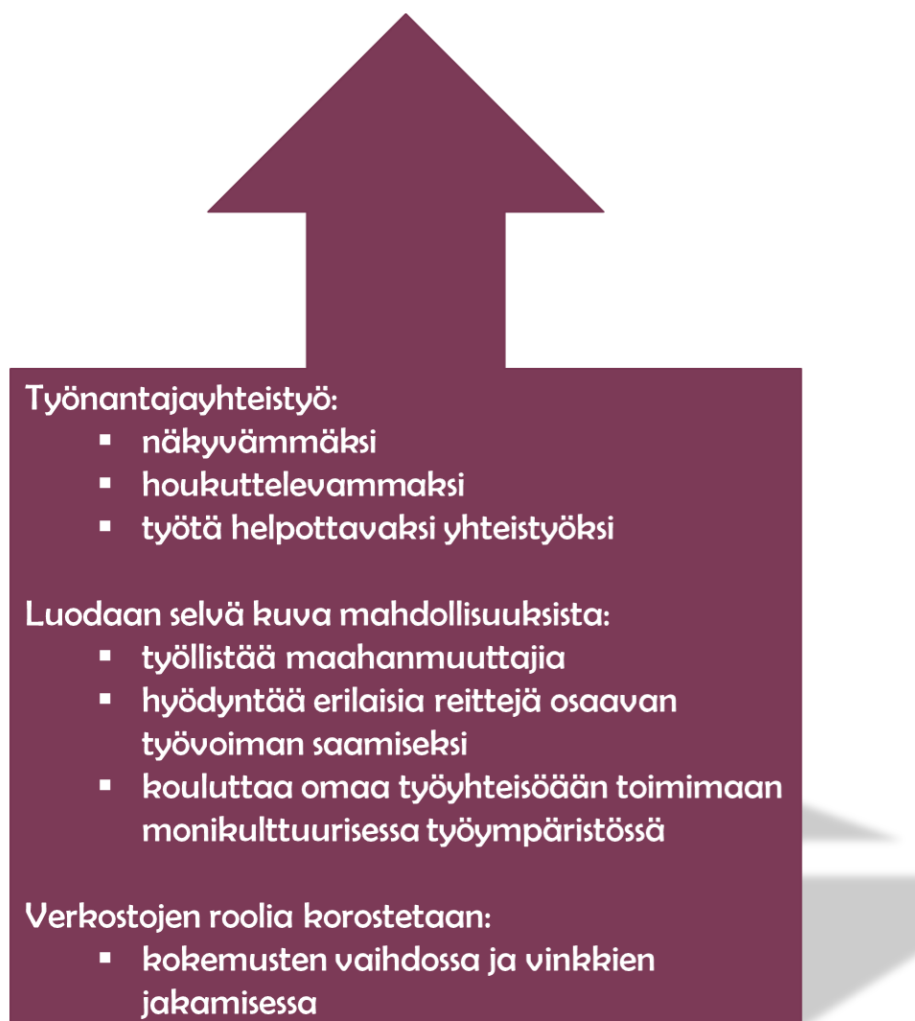 Työnantajayhteistyö:
▪ näkyvämmäksi
▪ houkuttelevammaksi
▪ työtä helpottavaksi yhteistyöksi
Luodaan selvä kuva mahdollisuuksista:
▪ työllistää maahanmuuttajia
▪ hyödyntää erilaisia reittejä osaavan
työvoiman saamiseksi
▪ kouluttaa omaa työyhteisöään toimimaan
monikulttuurisessa työympäristössä
Verkostojen roolia korostetaan:
▪ kokemusten vaihdossa ja vinkkien
jakamisessa